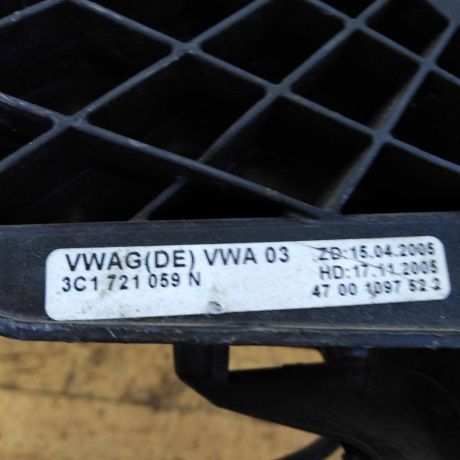 VWAG(DE) VWA 03 ZD:15.04.2005
3C1 721 059 N HD:17.11.2005
47 00 1097 52 3